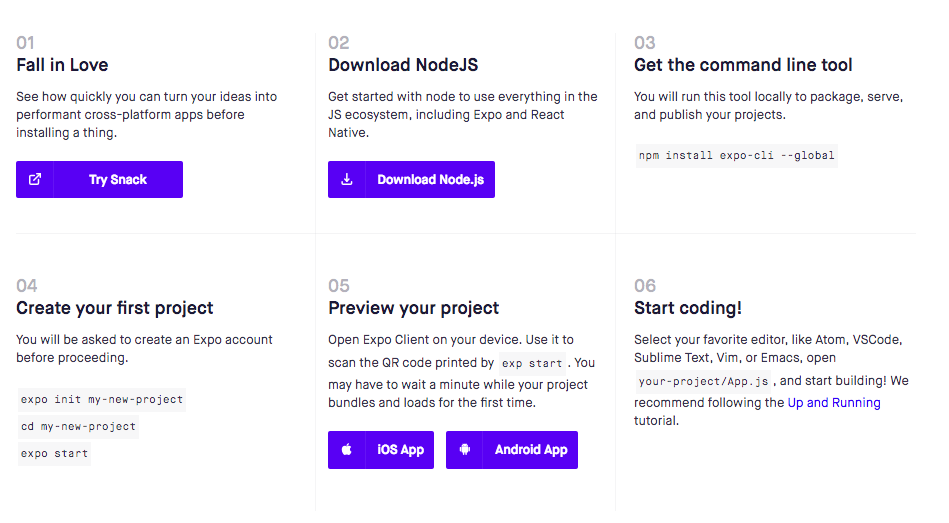 01
Fall in Love
See how quickly you can turn your ideas into
performant cross-platform apps before
installing a thing.
Try Snack
02
Download NodeJS
Get started with node to use everything in the
JS ecosystem, including Expo and React
Native.
Download Node.js
03
Get the command line tool
You will run this tool locally to package, serve,
and publish your projects.
npm install expo-cli --global
04
Create your first project
You will be asked to create an Expo account
before proceeding.
expo init my-new-project
cd my-new-project
expo start
05
Preview your project
Open Expo Client on your device. Use it to
scan the QR code printed by exp start . You
may have to wait a minute while your project
bundles and loads for the first time.
iOS App
Android App
06
Start coding!
Select your favorite editor, like Atom, VSCode,
Sublime Text, Vim, or Emacs, open
your-project/App.js , and start building! We
recommend following the Up and Running
tutorial.